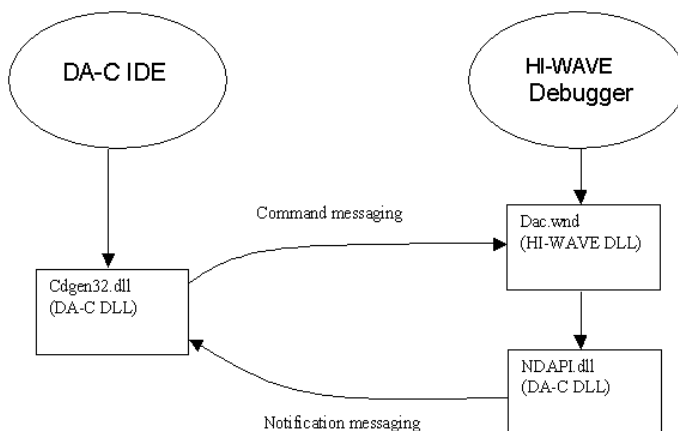 DA-C IDE
HI-WAVE
Debugger
Command messaging
Dac.wnd
(HI-WAVE DLL)
Cdgen32.dll
(DA-C DLL)
NDAPI.dll
(DA-C DLL)
Notification messaging